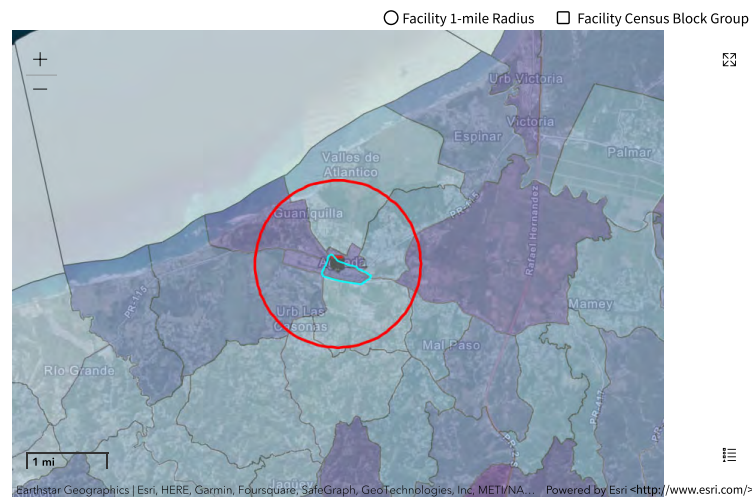 Facility 1-mile Radius Facility Census Block Group
+
−
Urb Victoria
Victoria
Espinar
Palmar
Valles de
Atlantico
Guaniquilla
Rafael Hernandez
PR-115
Mamey
Urb Las
Casonas
Mal Paso
Río Grande
1 mi
Earthstar Geographics | Esri, HERE, Garmin, Foursquare, SafeGraph, GeoTechnologies, Inc, METI/NA... Powered by Esri <http://www.esri.com/>